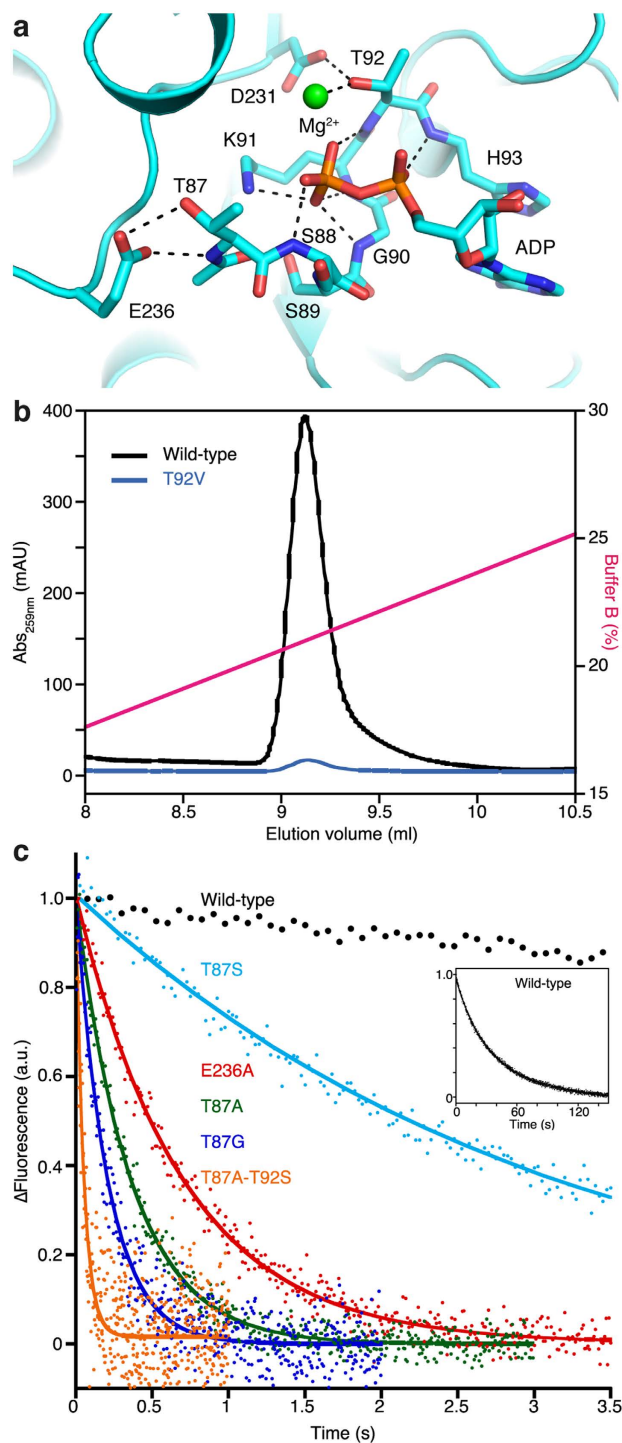 a
T92
D231
Mg2+
K91
H93
T87
S88
ADP
G90
E236
S89
b
400
30
Wild-type
T92V
300
25
200
20
100
0
15
Abs259nm (mAU)
Buffer B (%)
8
8.5
9
9.5
10
10.5
Elution volume (ml)
c
1.0
Wild-type
T87S
1.0
Wild-type
0.8
E236A
0.6
T87A
0
0
60
120
Time (s)
T87G
0.4
T87A-T92S
0.2
0
ΔFluorescence (a.u.)
0
0.5
1
1.5
2
2.5
3
3.5
Time (s)